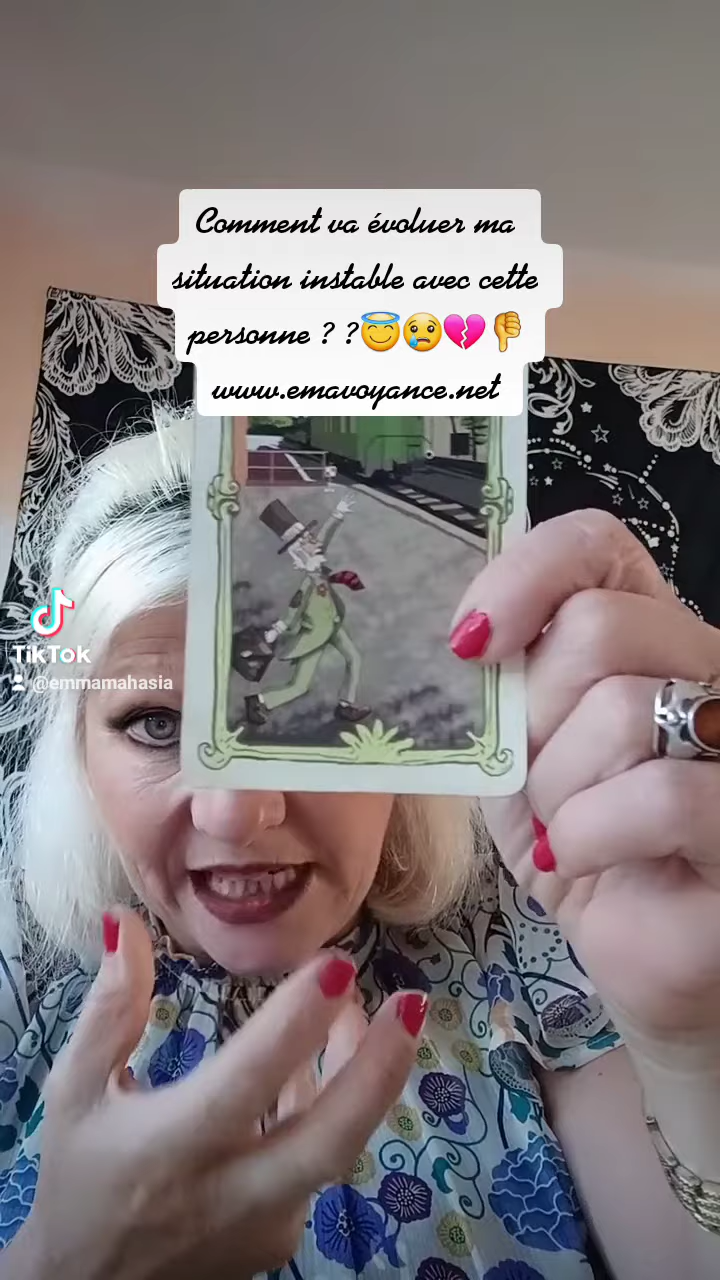 Comment va évoluer ma
situation instable avec cette
personne ? ?😇😢💔👎
www.emavoyance.net
TikTok
@emmamahasia